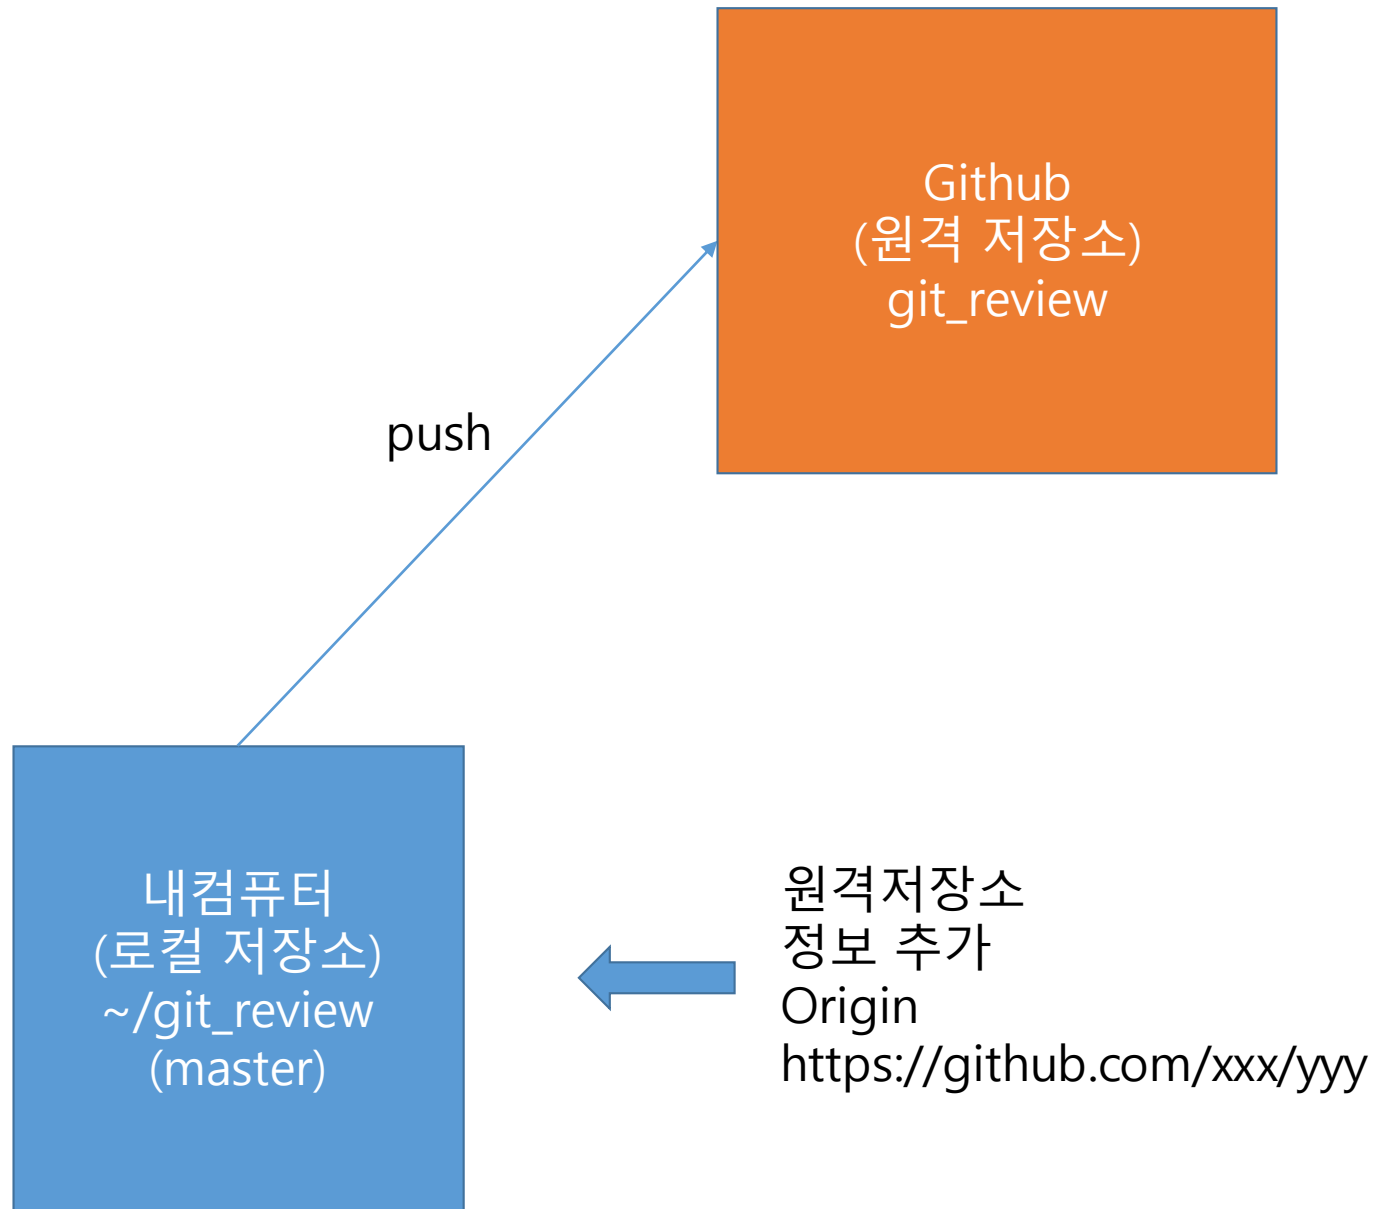 Github
(원격 저장소)
git_review
push
내컴퓨터
(로컬 저장소)
~/git_review
(master)
원격저장소
정보 추가
Origin
https://github.com/xxx/yyy